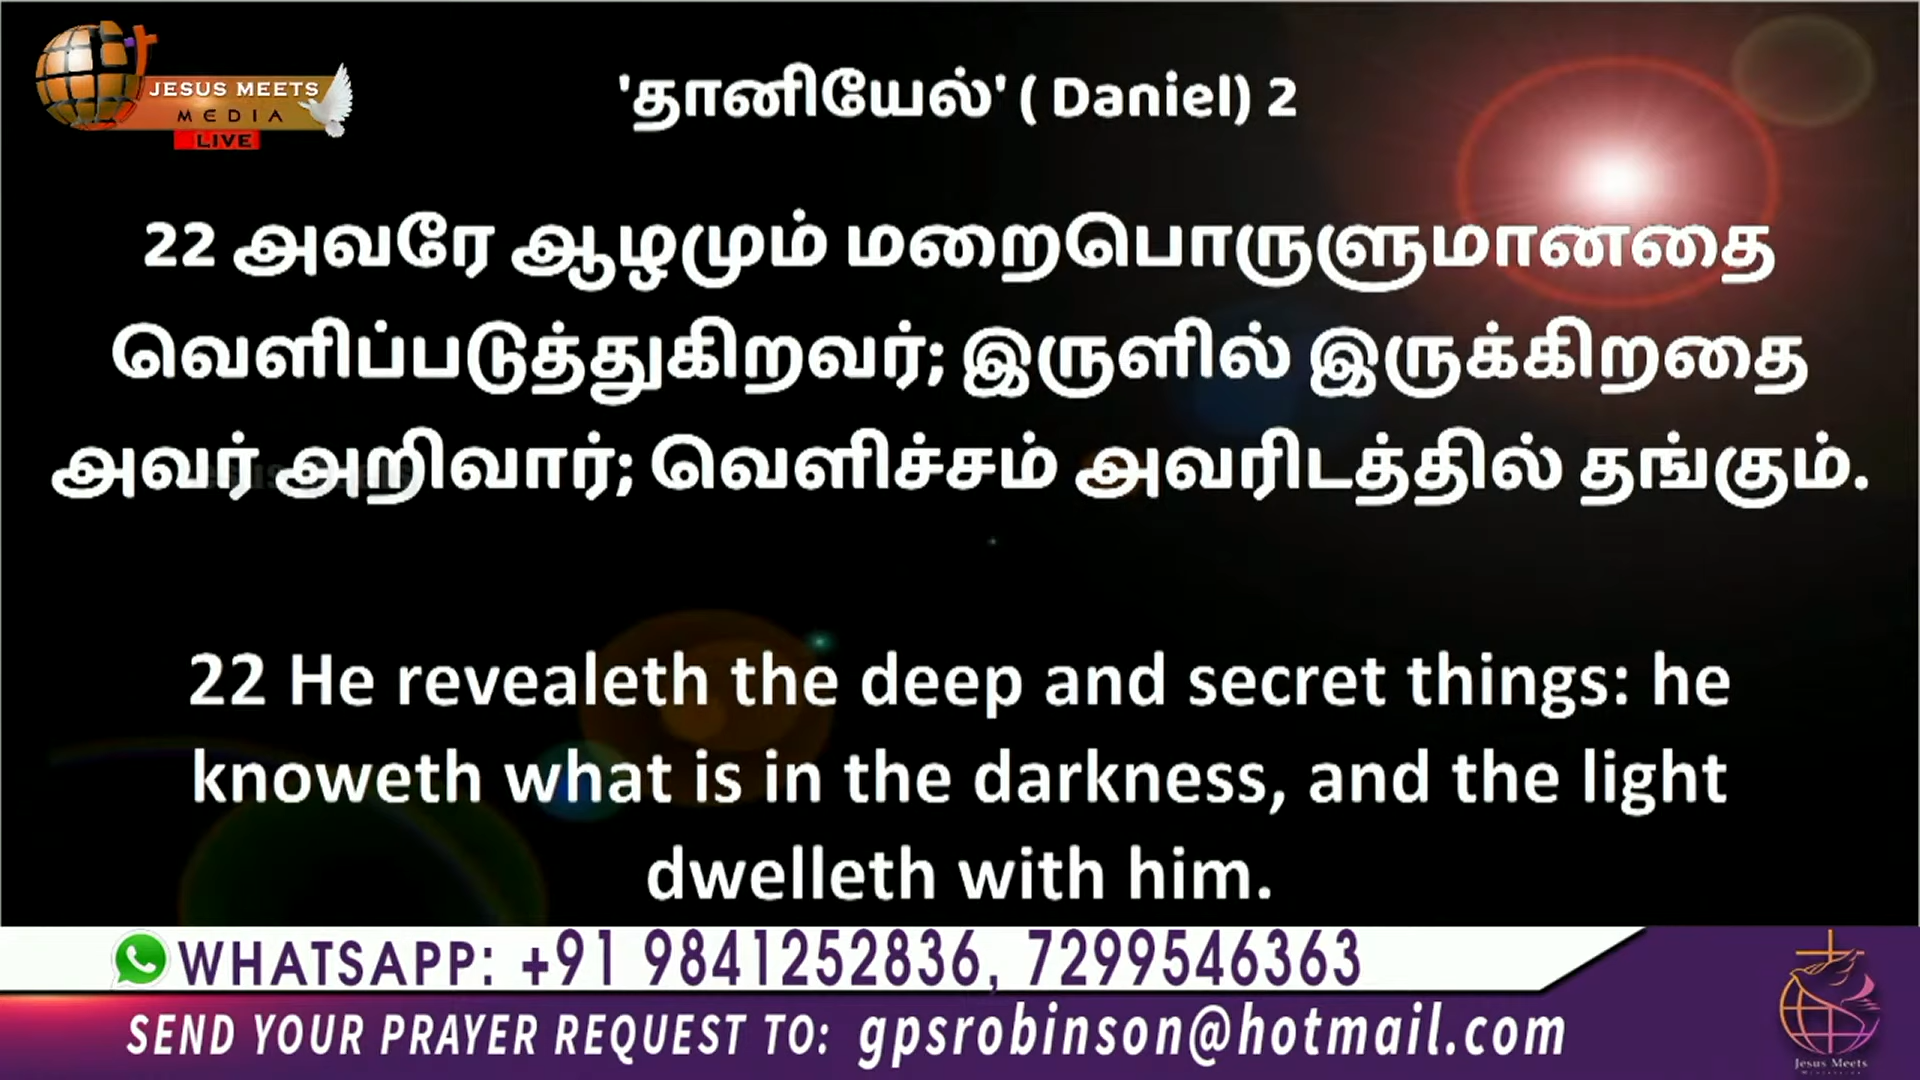 JESUS MEETS
MEDIA
LIVE
'தானியேல்' ( Daniel) 2
22 அவரே ஆழமும் மறைபொருளுமானதை
வெளிப்படுத்துகிறவர்; இருளில் இருக்கிறதை
அவர் அறிவார்; வெளிச்சம் அவரிடத்தில் தங்கும்.
22 He revealeth the deep and secret things: he
knoweth what is in the darkness, and the light
dwelleth with him.
WHATSAPP: +91 9841252836, 7299546363
SEND YOUR PRAYER REQUEST TO: gpsrobinson@hotmail.com
Jesus Meets